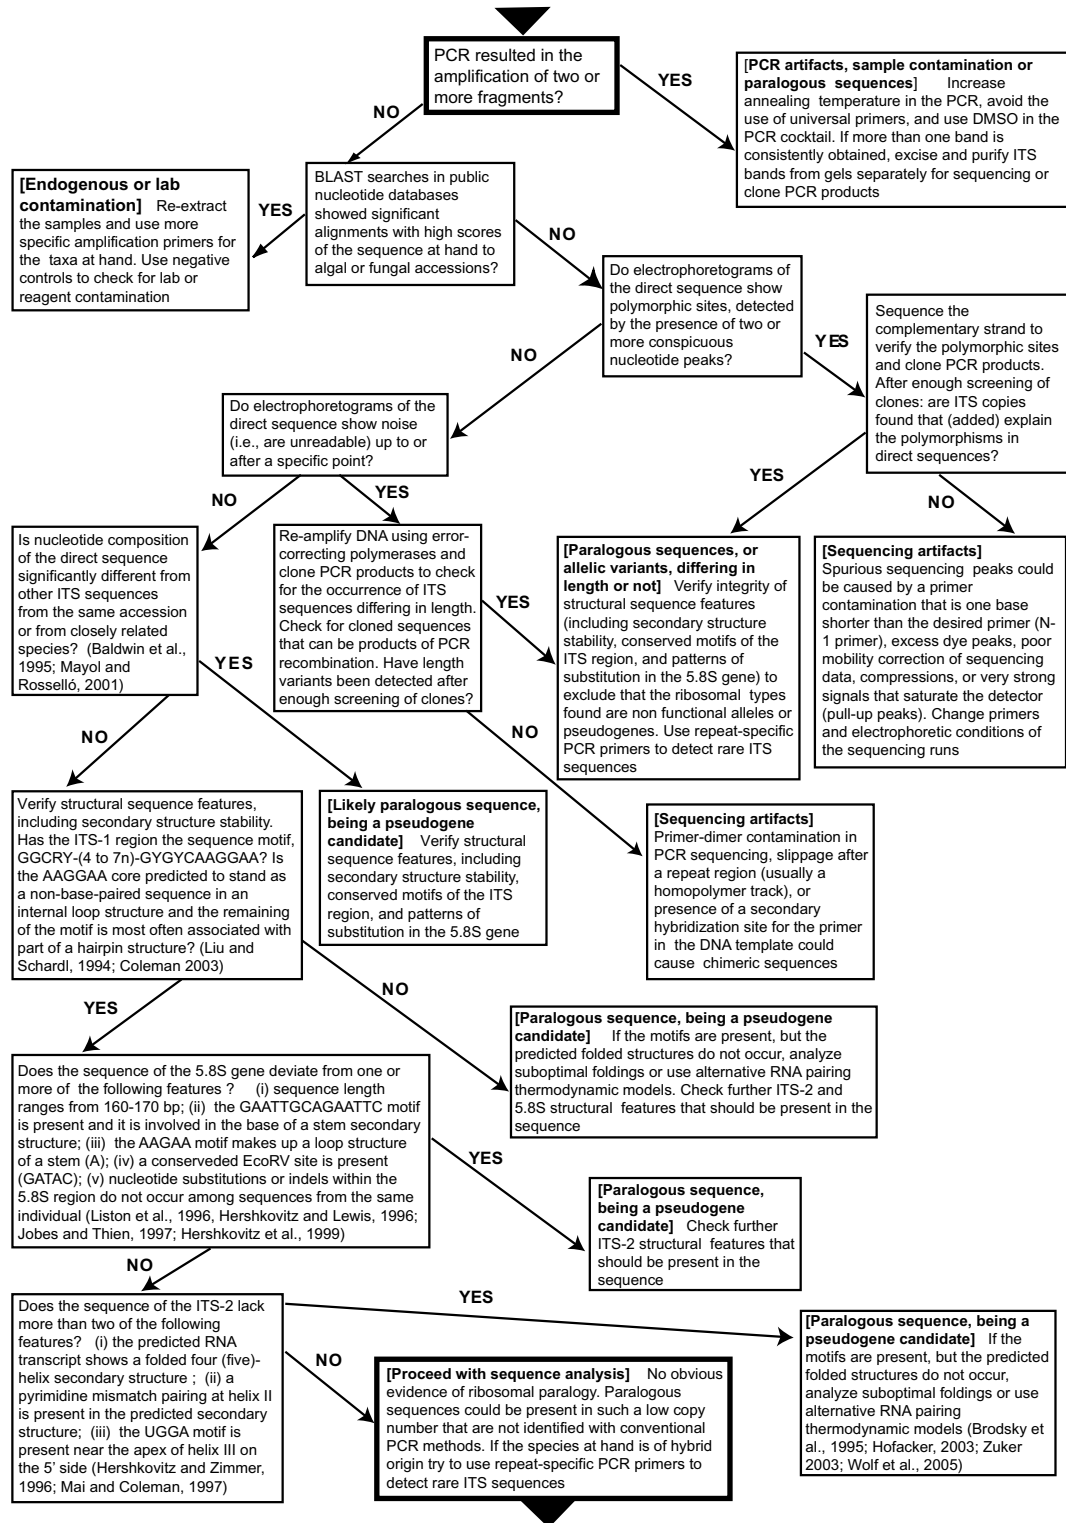 PCR resulted in the
amplification of two or
more fragments?
YES
NO
[PCR artifacts, sample contamination or
paralogous sequences] Increase
annealing temperature in the PCR, avoid the
use of universal primers, and use DMSO in the
PCR cocktail. If more than one band is
consistently obtained, excise and purify ITS
bands from gels separately for sequencing or
clone PCR products
[Endogenous or lab
contamination] Re-extract
the samples and use more
specific amplification primers for
the taxa at hand. Use negative
controls to check for lab or
reagent contamination
YES
BLAST searches in public
nucleotide databases
showed significant
alignments with high scores
of the sequence at hand to
algal or fungal accessions?
NO
Do electrophoretograms of
the direct sequence show
polymorphic sites, detected
by the presence of two or
more conspicuous
nucleotide peaks?
YES
NO
Sequence the
complementary strand to
verify the polymorphic sites
and clone PCR products.
After enough screening of
clones: are ITS copies
found that (added) explain
the polymorphisms in
direct sequences?
YES
NO
Do electrophoretograms of the
direct sequence show noise
(i.e., are unreadable) up to or
after a specific point?
NO
YES
Is nucleotide composition
of the direct sequence
significantly different from
other ITS sequences
from the same accession
or from closely related
species? (Baldwin et al.,
1995; Mayol and
Rosselló, 2001)
YES
NO
Re-amplify DNA using error-
correcting polymerases and
clone PCR products to check
for the occurrence of ITS
sequences differing in length.
Check for cloned sequences
that can be products of PCR
recombination. Have length
variants been detected after
enough screening of clones?
YES
NO
[Paralogous sequences, or
allelic variants, differing in
length or not] Verify integrity of
structural sequence features
(including secondary structure
stability, conserved motifs of the
ITS region, and patterns of
substitution in the 5.8S gene) to
exclude that the ribosomal types
found are non functional alleles or
pseudogenes. Use repeat-specific
PCR primers to detect rare ITS
sequences
[Sequencing artifacts]
Spurious sequencing peaks could
be caused by a primer
contamination that is one base
shorter than the desired primer (N-
1 primer), excess dye peaks, poor
mobility correction of sequencing
data, compressions, or very strong
signals that saturate the detector
(pull-up peaks). Change primers
and electrophoretic conditions of
the sequencing runs
Verify structural sequence features,
including secondary structure stability.
Has the ITS-1 region the sequence motif,
GGCRY-(4 to 7n)-GYGYCAAGGAA? Is
the AAGGAA core predicted to stand as
a non-base-paired sequence in an
internal loop structure and the remaining
of the motif is most often associated with
part of a hairpin structure? (Liu and
Schardl, 1994; Coleman 2003)
YES
NO
[Likely paralogous sequence,
being a pseudogene
candidate] Verify structural
sequence features, including
secondary structure stability,
conserved motifs of the ITS
region, and patterns of
substitution in the 5.8S gene
[Sequencing artifacts]
Primer-dimer contamination in
PCR sequencing, slippage after
a repeat region (usually a
homopolymer track), or
presence of a secondary
hybridization site for the primer
in the DNA template could
cause chimeric sequences
[Paralogous sequence, being a pseudogene
candidate] If the motifs are present, but the
predicted folded structures do not occur, analyze
suboptimal foldings or use alternative RNA pairing
thermodynamic models. Check further ITS-2 and
5.8S structural features that should be present in the
sequence
Does the sequence of the 5.8S gene deviate from one or
more of the following features ? (i) sequence length
ranges from 160-170 bp; (ii) the GAATTGCAGAATTC motif
is present and it is involved in the base of a stem secondary
structure; (iii) the AAGAA motif makes up a loop structure
of a stem (A); (iv) a conserveded EcoRV site is present
(GATAC); (v) nucleotide substitutions or indels within the
5.8S region do not occur among sequences from the same
individual (Liston et al., 1996, Hershkovitz and Lewis, 1996;
Jobes and Thien, 1997; Hershkovitz et al., 1999)
YES
NO
[Paralogous sequence,
being a pseudogene
candidate] Check further
ITS-2 structural features that
should be present in the
sequence
Does the sequence of the ITS-2 lack
more than two of the following
features? (i) the predicted RNA
transcript shows a folded four (five)-
helix secondary structure ; (ii) a
pyrimidine mismatch pairing at helix II
is present in the predicted secondary
structure; (iii) the UGGA motif is
present near the apex of helix III on
the 5' side (Hershkovitz and Zimmer,
1996; Mai and Coleman, 1997)
YES
NO
[Proceed with sequence analysis] No obvious
evidence of ribosomal paralogy. Paralogous
sequences could be present in such a low copy
number that are not identified with conventional
PCR methods. If the species at hand is of hybrid
origin try to use repeat-specific PCR primers to
detect rare ITS sequences
[Paralogous sequence, being a
pseudogene candidate] If the
motifs are present, but the predicted
folded structures do not occur,
analyze suboptimal foldings or use
alternative RNA pairing
thermodynamic models (Brodsky et
al., 1995; Hofacker, 2003; Zuker
2003; Wolf et al., 2005)